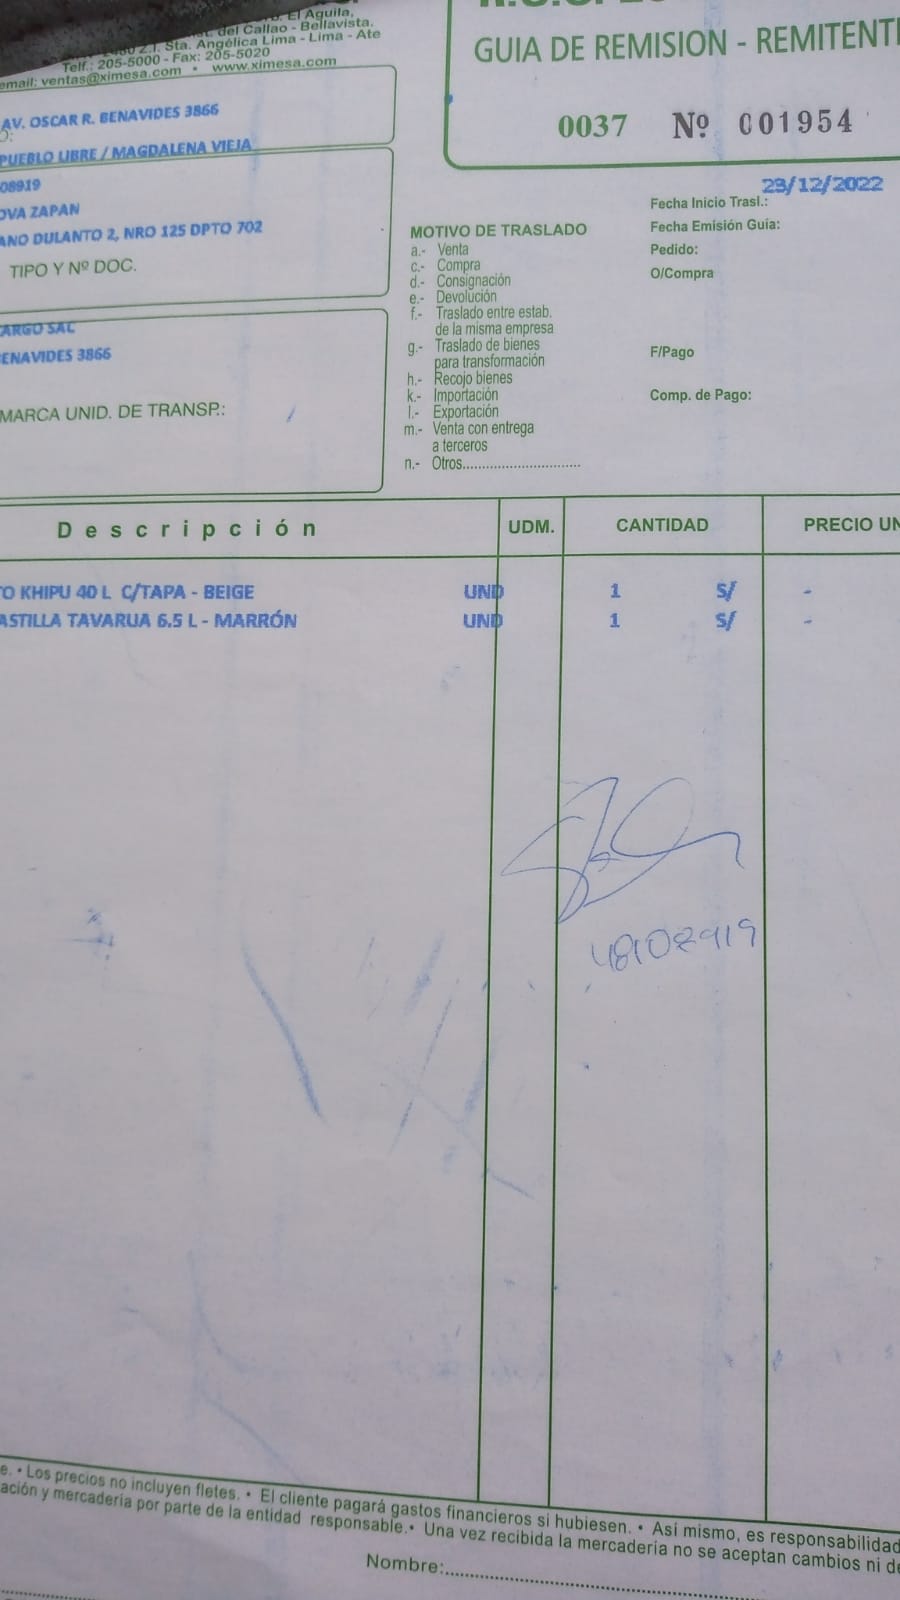 El Aguila,
del Callao - Bellavista.
Z.I. Sta. Angélica Lima - Lima - Ate
Telf.: 205-5000 - Fax: 205-5020
email: ventas@ximesa.com • www.ximesa.com
GUIA DE REMISION - REMITENT
0037 Nº 001954
AV. OSCAR R. BENAVIDES 3866
O:
PUEBLO LIBRE / MAGDALENA VIEJA
08919
OVA ZAPAN
ANO DULANTO 2, NRO 125 DPTO 702
TIPO Y Nº DOC.
ARGO SAC
ENAVIDES 3866
MARCA UNID. DE TRANSP.:
MOTIVO DE TRASLADO
a.- Venta
c.- Compra
d.- Consignación
e.- Devolución
f.- Traslado entre estab.
de la misma empresa
g.- Traslado de bienes
para transformación
h.- Recojo bienes
k.- Importación
l.- Exportación
m.- Venta con entrega
a terceros
n.- Otros..............................
23/12/2022
Fecha Inicio Trasl.:
Fecha Emisión Guía:
Pedido:
O/Compra
F/Pago
Comp. de Pago:
Descripción UDM. CANTIDAD PRECIO UN
TO KHIPU 40 L C/TAPA - BEIGE UND 1 S/ -
ASTILLA TAVARUA 6.5 L - MARRÓN UND 1 S/ -
48108919
e. • Los precios no incluyen fletes. • El cliente pagará gastos financieros si hubiesen. • Asi mismo, es responsabilidad
ación y mercadería por parte de la entidad responsable. • Una vez recibida la mercadería no se aceptan cambios ni de
Nombre: